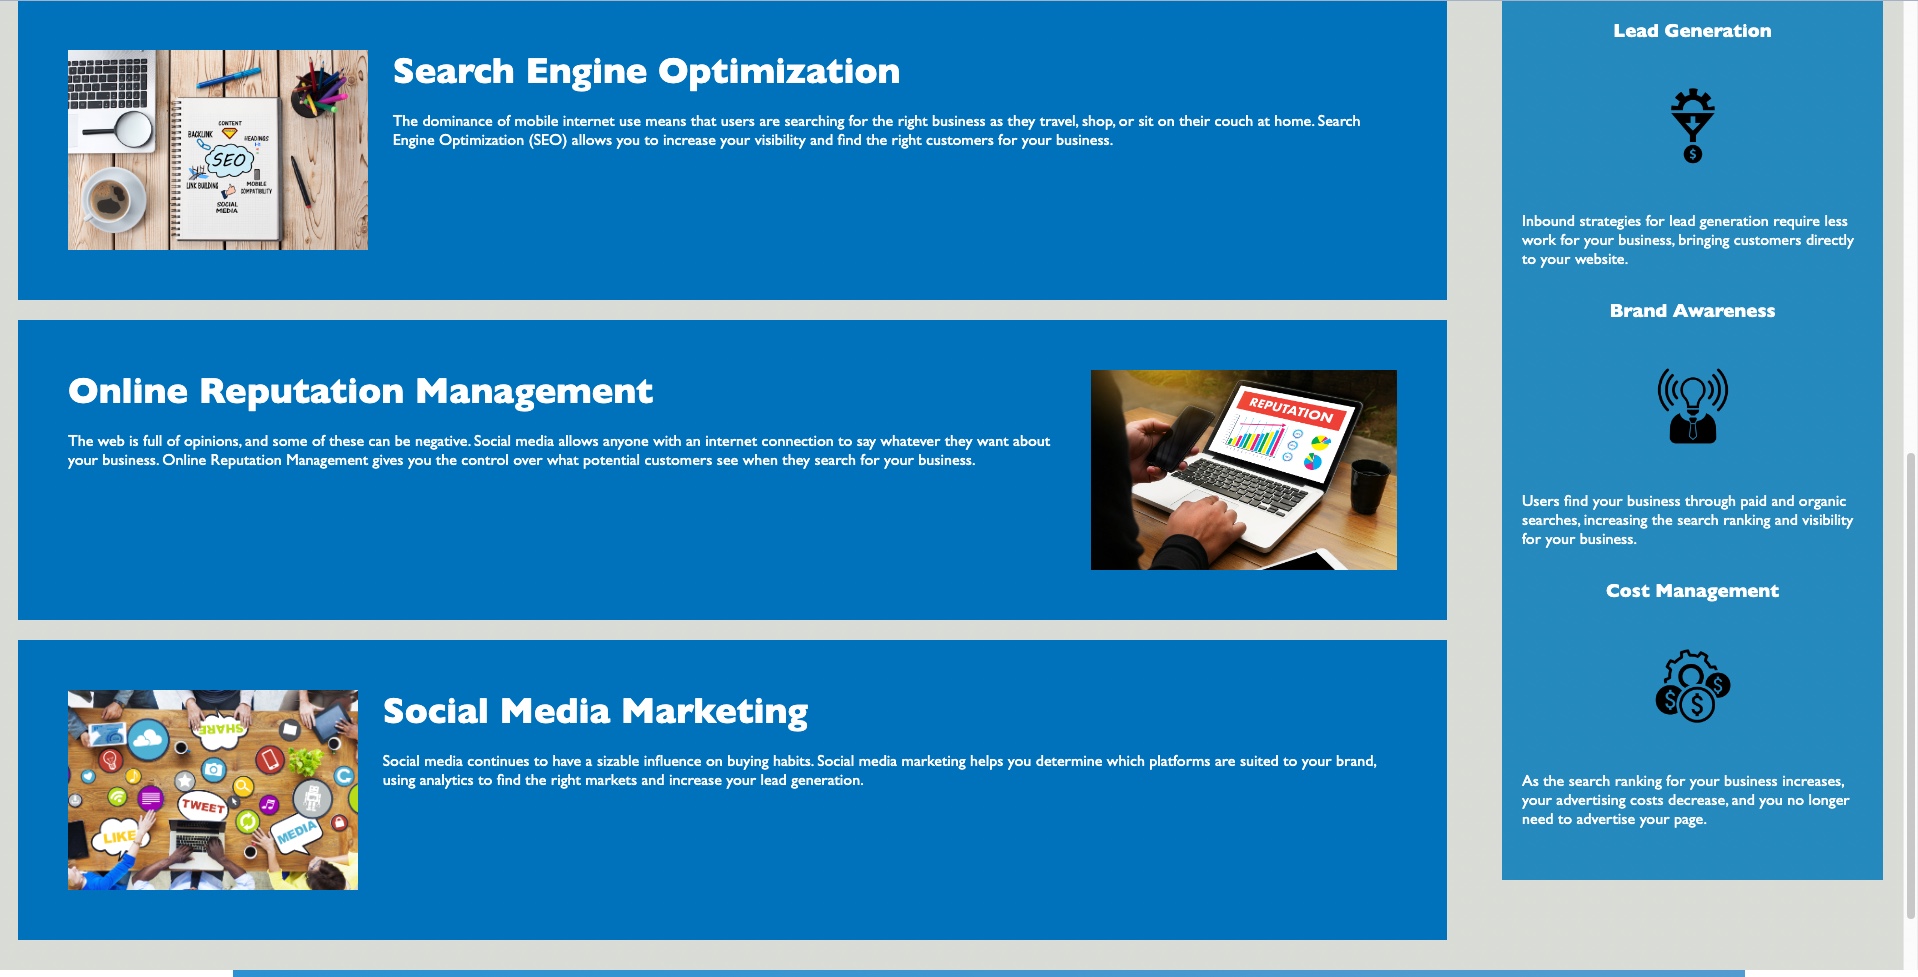 Search Engine Optimization
The dominance of mobile internet use means that users are searching for the right business as they travel, shop, or sit on their couch at home. Search
Engine Optimization (SEO) allows you to increase your visibility and find the right customers for your business.
CONTENT
BACKLINK
HEADINGS
SEO
LINK BUILDING
MOBILE
COMPATIBILITY
SOCIAL
MEDIA
Online Reputation Management
The web is full of opinions, and some of these can be negative. Social media allows anyone with an internet connection to say whatever they want about
your business. Online Reputation Management gives you the control over what potential customers see when they search for your business.
REPUTATION
Social Media Marketing
Social media continues to have a sizable influence on buying habits. Social media marketing helps you determine which platforms are suited to your brand,
using analytics to find the right markets and increase your lead generation.
SHARE
TWEET
LIKE
MEDIA
Lead Generation
$
Inbound strategies for lead generation require less
work for your business, bringing customers directly
to your website.
Brand Awareness
Users find your business through paid and organic
searches, increasing the search ranking and visibility
for your business.
Cost Management
$ $ $
As the search ranking for your business increases,
your advertising costs decrease, and you no longer
need to advertise your page.